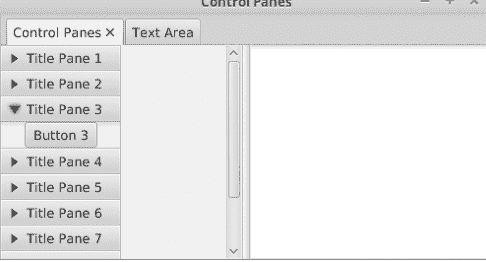 Control Panes
Control Panes × Text Area
Title Pane 1
Title Pane 2
Title Pane 3
Button 3
Title Pane 4
Title Pane 5
Title Pane 6
Title Pane 7